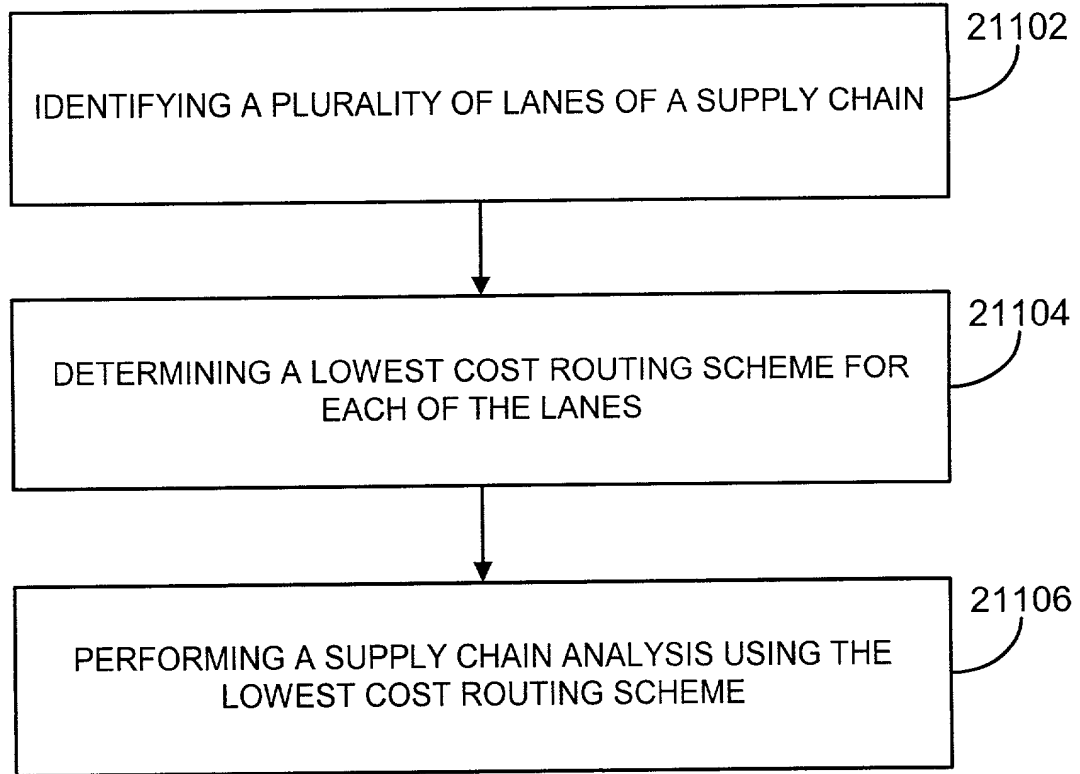 21102
IDENTIFYING A PLURALITY OF LANES OF A SUPPLY CHAIN
21104
DETERMINING A LOWEST COST ROUTING SCHEME FOR
EACH OF THE LANES
21106
PERFORMING A SUPPLY CHAIN ANALYSIS USING THE
LOWEST COST ROUTING SCHEME